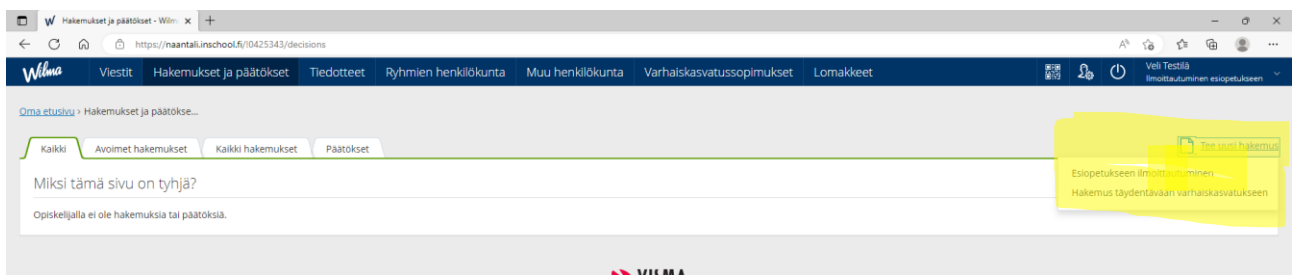 Hakemukset ja päätökset - Wilm
https://naantali.inschool.fi/!0425343/decisions
Wilma Viestit Hakemukset ja päätökset Tiedotteet Ryhmien henkilökunta Muu henkilökunta Varhaiskasvatussopimukset Lomakkeet Veli Testilä
Ilmoittautuminen esiopetukseen
Oma etusivu › Hakemukset ja päätökse...
Kaikki Avoimet hakemukset Kaikki hakemukset Päätökset Tee uusi hakemus
Esiopetukseen ilmoittautuminen
Hakemus täydentävään varhaiskasvatukseen
Miksi tämä sivu on tyhjä?
Opiskelijalla ei ole hakemuksia tai päätöksiä.
VISMA